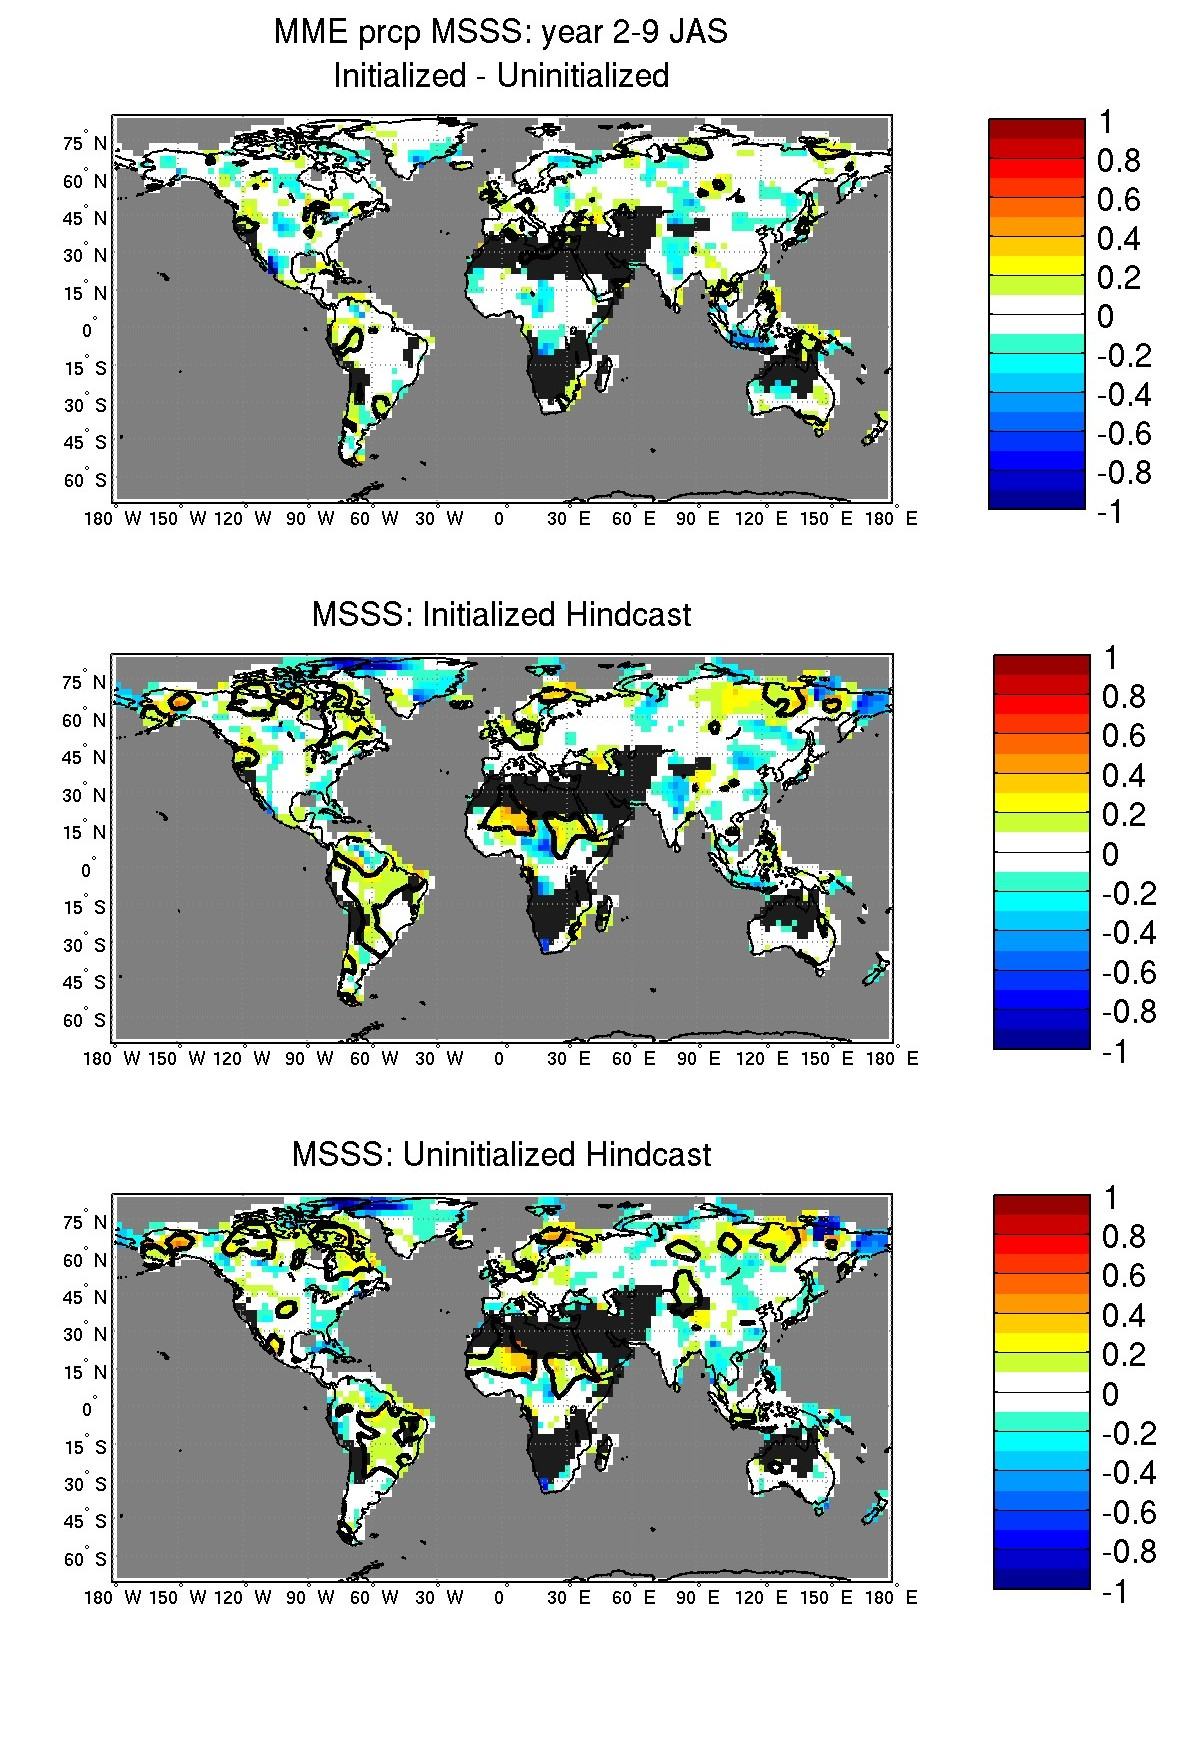 MME prcp MSSS: year 2-9 JAS
Initialized - Uninitialized
75° N
60° N
45° N
30° N
15° N
0°
15° S
30° S
45° S
60° S
180° W 150° W 120° W 90° W 60° W 30° W 0° 30° E 60° E 90° E 120° E 150° E 180° E
1
0.8
0.6
0.4
0.2
0
-0.2
-0.4
-0.6
-0.8
-1
MSSS: Initialized Hindcast
75° N
60° N
45° N
30° N
15° N
0°
15° S
30° S
45° S
60° S
180° W 150° W 120° W 90° W 60° W 30° W 0° 30° E 60° E 90° E 120° E 150° E 180° E
1
0.8
0.6
0.4
0.2
0
-0.2
-0.4
-0.6
-0.8
-1
MSSS: Uninitialized Hindcast
75° N
60° N
45° N
30° N
15° N
0°
15° S
30° S
45° S
60° S
180° W 150° W 120° W 90° W 60° W 30° W 0° 30° E 60° E 90° E 120° E 150° E 180° E
1
0.8
0.6
0.4
0.2
0
-0.2
-0.4
-0.6
-0.8
-1